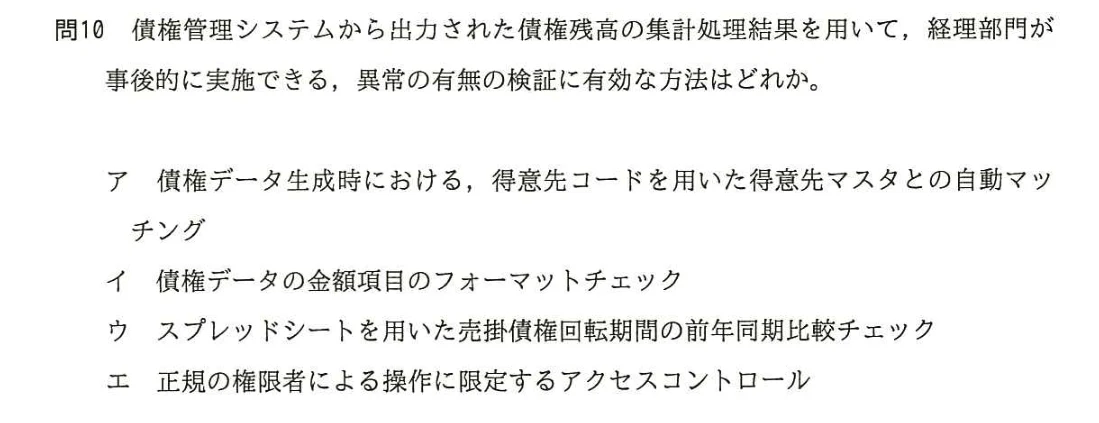 問10 債権管理システムから出力された債権残高の集計処理結果を用いて，経理部門が
事後的に実施できる，異常の有無の検証に有効な方法はどれか。
ア 債権データ生成時における，得意先コードを用いた得意先マスタとの自動マッ
チング
イ 債権データの金額項目のフォーマットチェック
ウ スプレッドシートを用いた売掛債権回転期間の前年同期比較チェック
エ 正規の権限者による操作に限定するアクセスコントロール